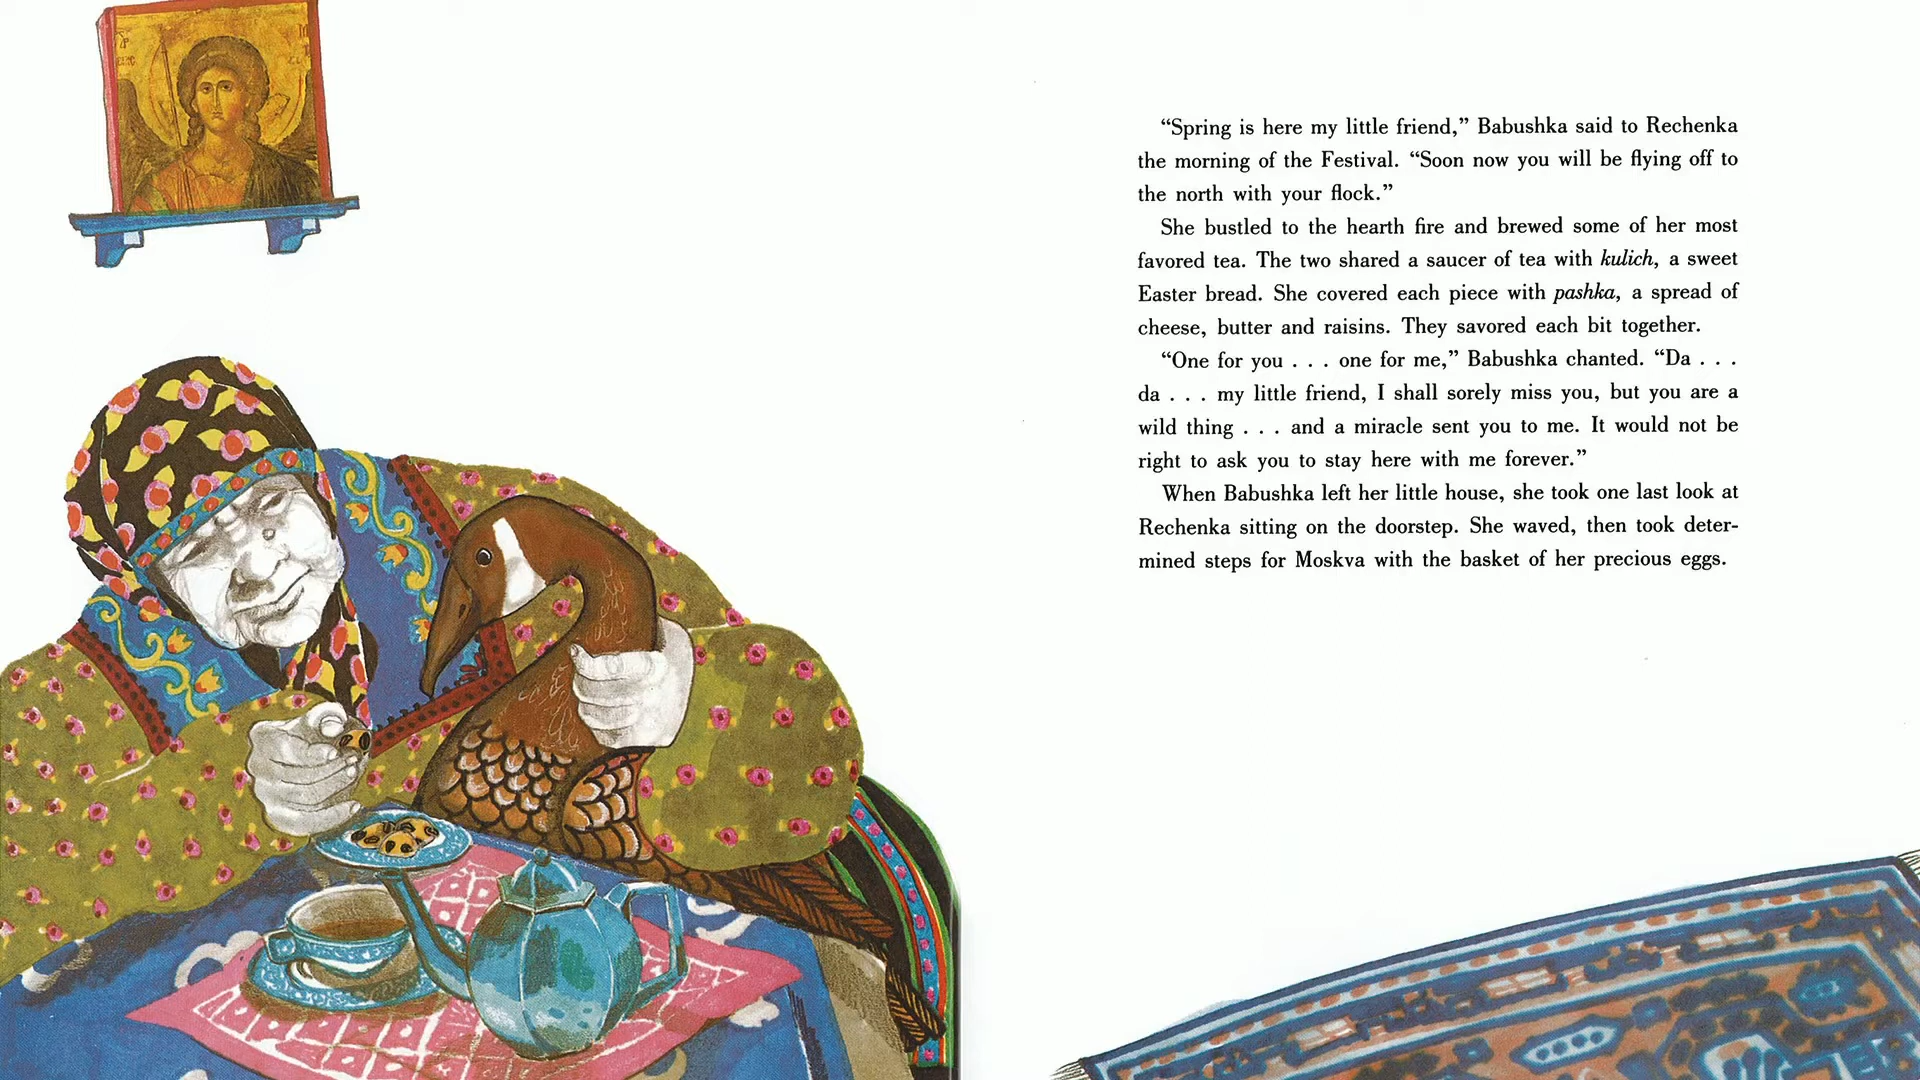 “Spring is here my little friend,” Babushka said to Rechenka
the morning of the Festival. “Soon now you will be flying off to
the north with your flock.”
She bustled to the hearth fire and brewed some of her most
favored tea. The two shared a saucer of tea with kulich, a sweet
Easter bread. She covered each piece with pashka, a spread of
cheese, butter and raisins. They savored each bit together.
“One for you . . . one for me,” Babushka chanted. “Da . . .
da . . . my little friend, I shall sorely miss you, but you are a
wild thing . . . and a miracle sent you to me. It would not be
right to ask you to stay here with me forever.”
When Babushka left her little house, she took one last look at
Rechenka sitting on the doorstep. She waved, then took deter-
mined steps for Moskva with the basket of her precious eggs.